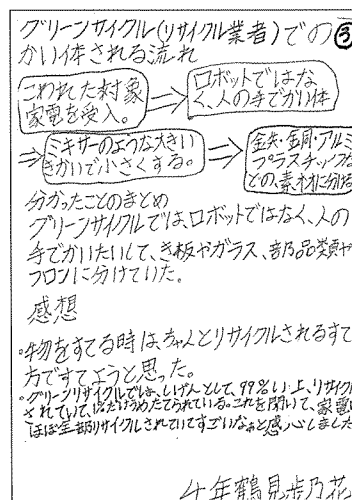 グリーンサイクル(リサイクル業者)での③
かい体される流れ
こわれた対象
家電を受入。
⇒
ロボットではな
く、人の手でかい体
⇒
ミキサーのような大きい
きかいで小さくする。
⇒
金失・金同・アルミ
プラスチックな
どの、素材に分ける
分かったことのまとめ
グリーンサイクルでは、ロボットではなく、人の
手でかいたいして、き板やガラス、部品類や
フロンに分けていた。
感想
・物をすてる時は、ちゃんとリサイクルされるすて
方ですてようと思った。
・グリーンリサイクルでは、しげんとして、99%い上、リサイクル
されていて、1%だけうめたてられている。これを聞いて、家電は
ほぼ全部リサイクルされていてすごいなぁと感心しました
4年鶴見歩乃花